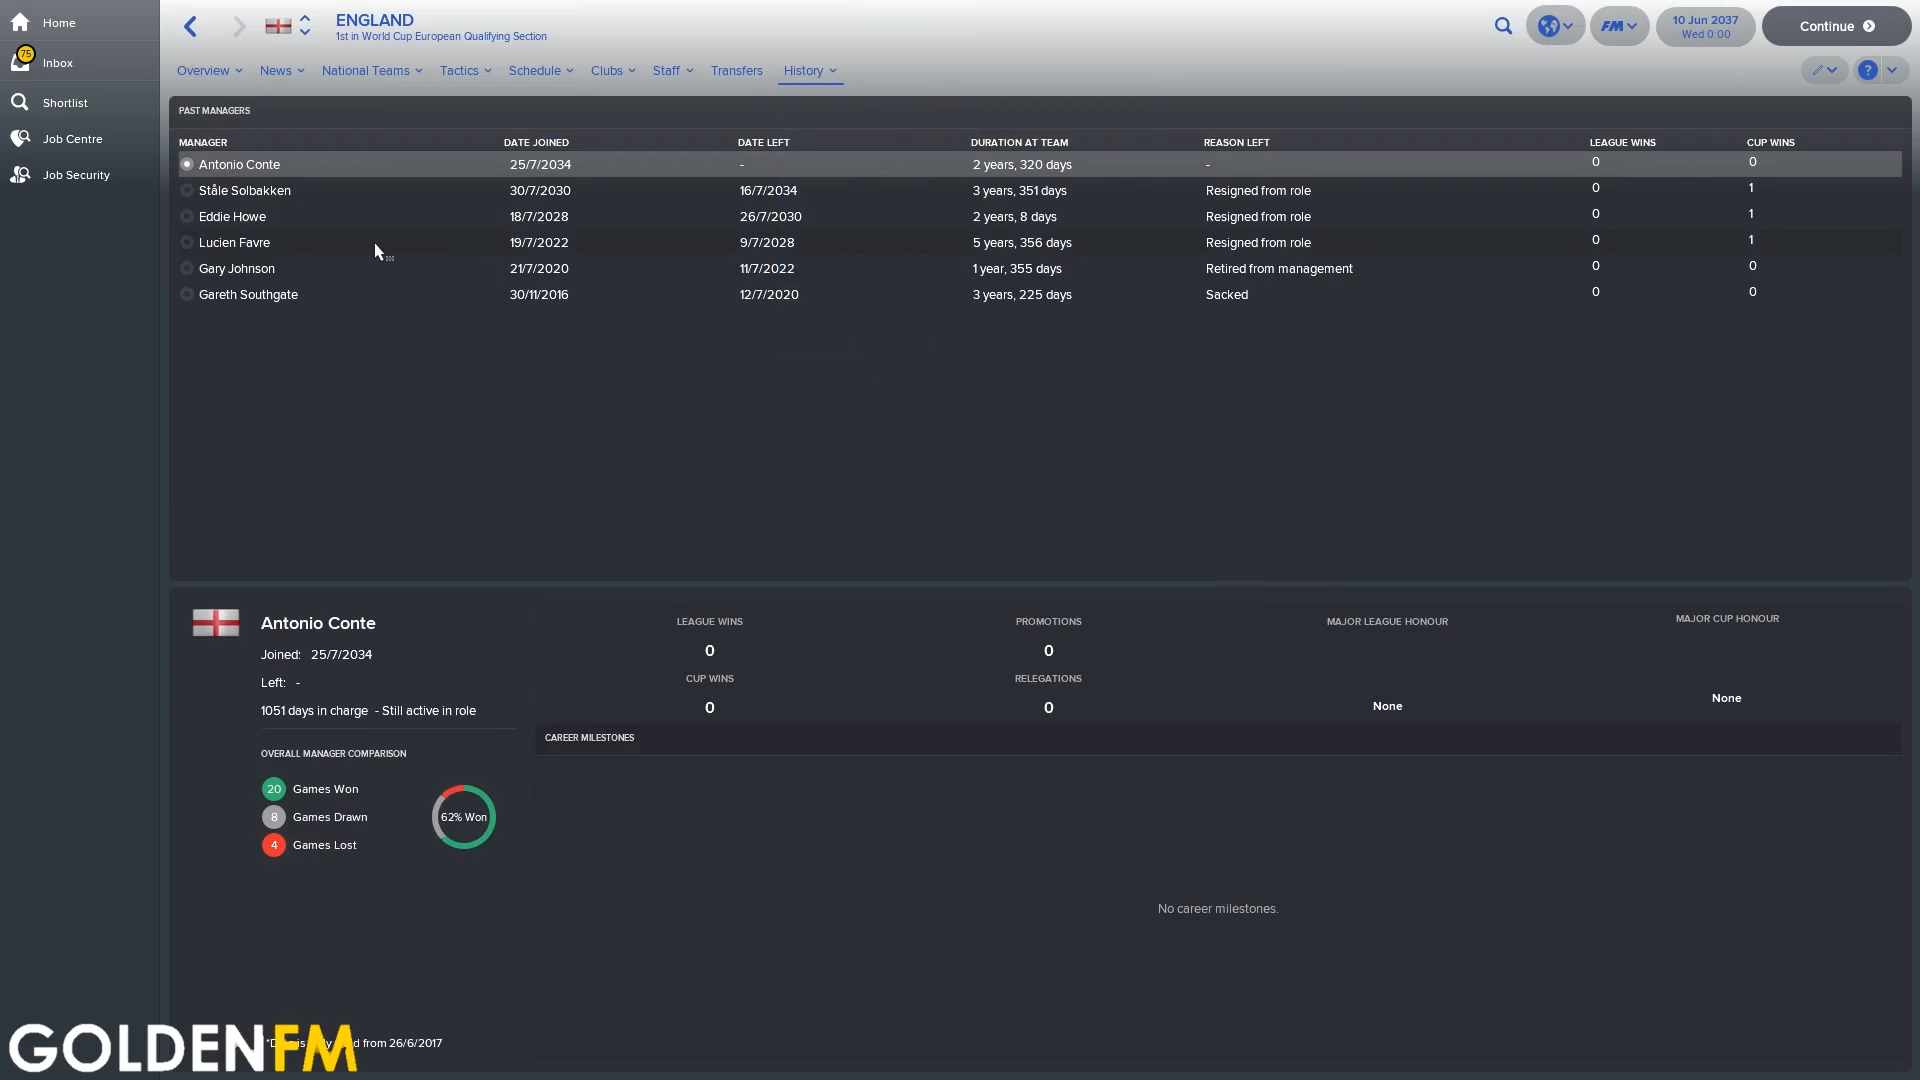 Home
75
Inbox
Shortlist
Job Centre
Job Security
ENGLAND
1st in World Cup European Qualifying Section
FM
10 Jun 2037
Wed 0:00
Continue
Overview News National Teams Tactics Schedule Clubs Staff Transfers History
?
PAST MANAGERS
MANAGER DATE JOINED DATE LEFT DURATION AT TEAM REASON LEFT LEAGUE WINS CUP WINS
Antonio Conte 25/7/2034 - 2 years, 320 days - 0 0
Ståle Solbakken 30/7/2030 16/7/2034 3 years, 351 days Resigned from role 0 1
Eddie Howe 18/7/2028 26/7/2030 2 years, 8 days Resigned from role 0 1
Lucien Favre 19/7/2022 9/7/2028 5 years, 356 days Resigned from role 0 1
Gary Johnson 21/7/2020 11/7/2022 1 year, 355 days Retired from management 0 0
Gareth Southgate 30/11/2016 12/7/2020 3 years, 225 days Sacked 0 0
Antonio Conte
Joined: 25/7/2034
Left: -
1051 days in charge - Still active in role
OVERALL MANAGER COMPARISON
20 Games Won
8 Games Drawn
4 Games Lost
62% Won
LEAGUE WINS PROMOTIONS MAJOR LEAGUE HONOUR MAJOR CUP HONOUR
0 0
CUP WINS RELEGATIONS
0 0 None None
CAREER MILESTONES
No career milestones.
from 26/6/2017
GOLDENFM